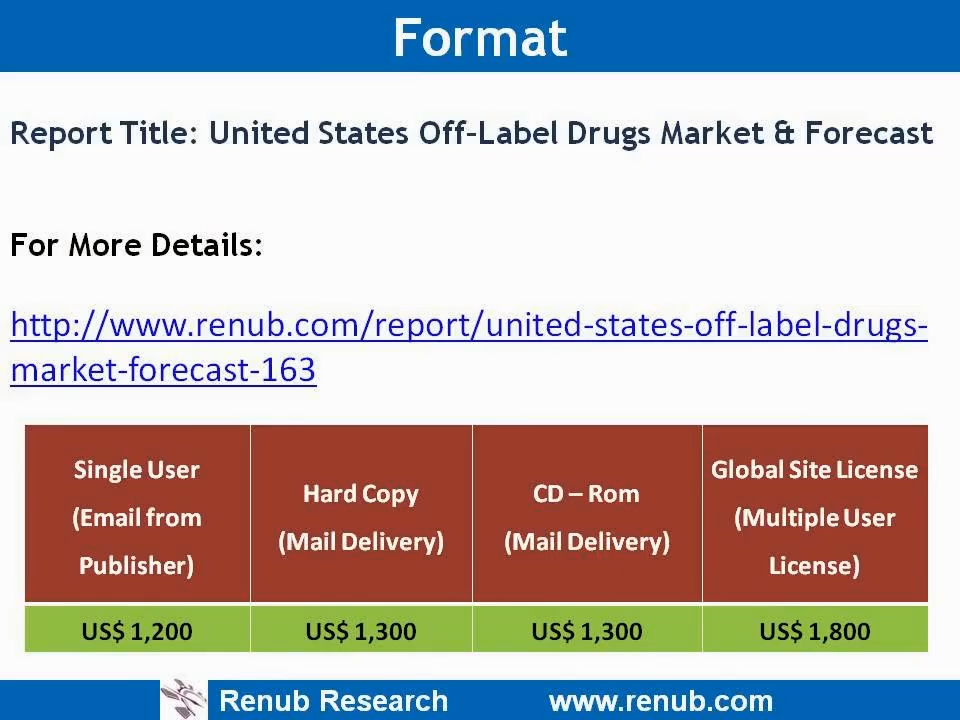 Format
Report Title: United States Off-Label Drugs Market & Forecast
For More Details:
http://www.renub.com/report/united-states-off-label-drugs-
market-forecast-163
Single User
(Email from
Publisher)
Hard Copy
(Mail Delivery)
CD – Rom
(Mail Delivery)
Global Site License
(Multiple User
License)
US$ 1,200
US$ 1,300
US$ 1,300
US$ 1,800
Renub Research
www.renub.com